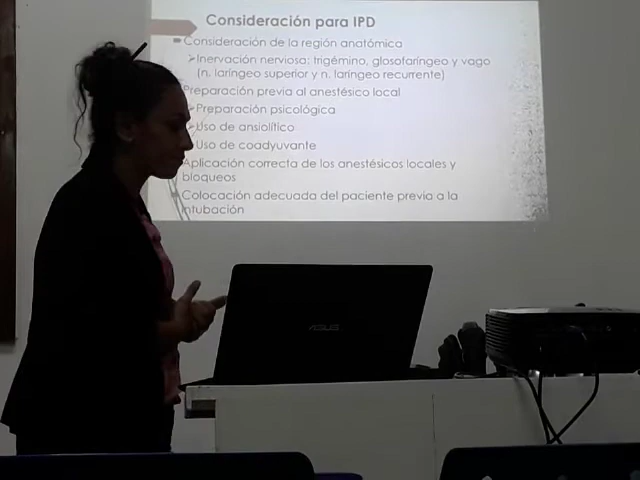 Consideración para IPD
Consideración de la región anatómica
Inervación nerviosa: trigémino, glosofaríngeo y vago
(n. laríngeo superior y n. laríngeo recurrente)
Preparación previa al anestésico local
Preparación psicológica
Uso de ansiolítico
Uso de coadyuvante
Aplicación correcta de los anestésicos locales y
bloqueos
Colocación adecuada del paciente previa a la
intubación
ASUS